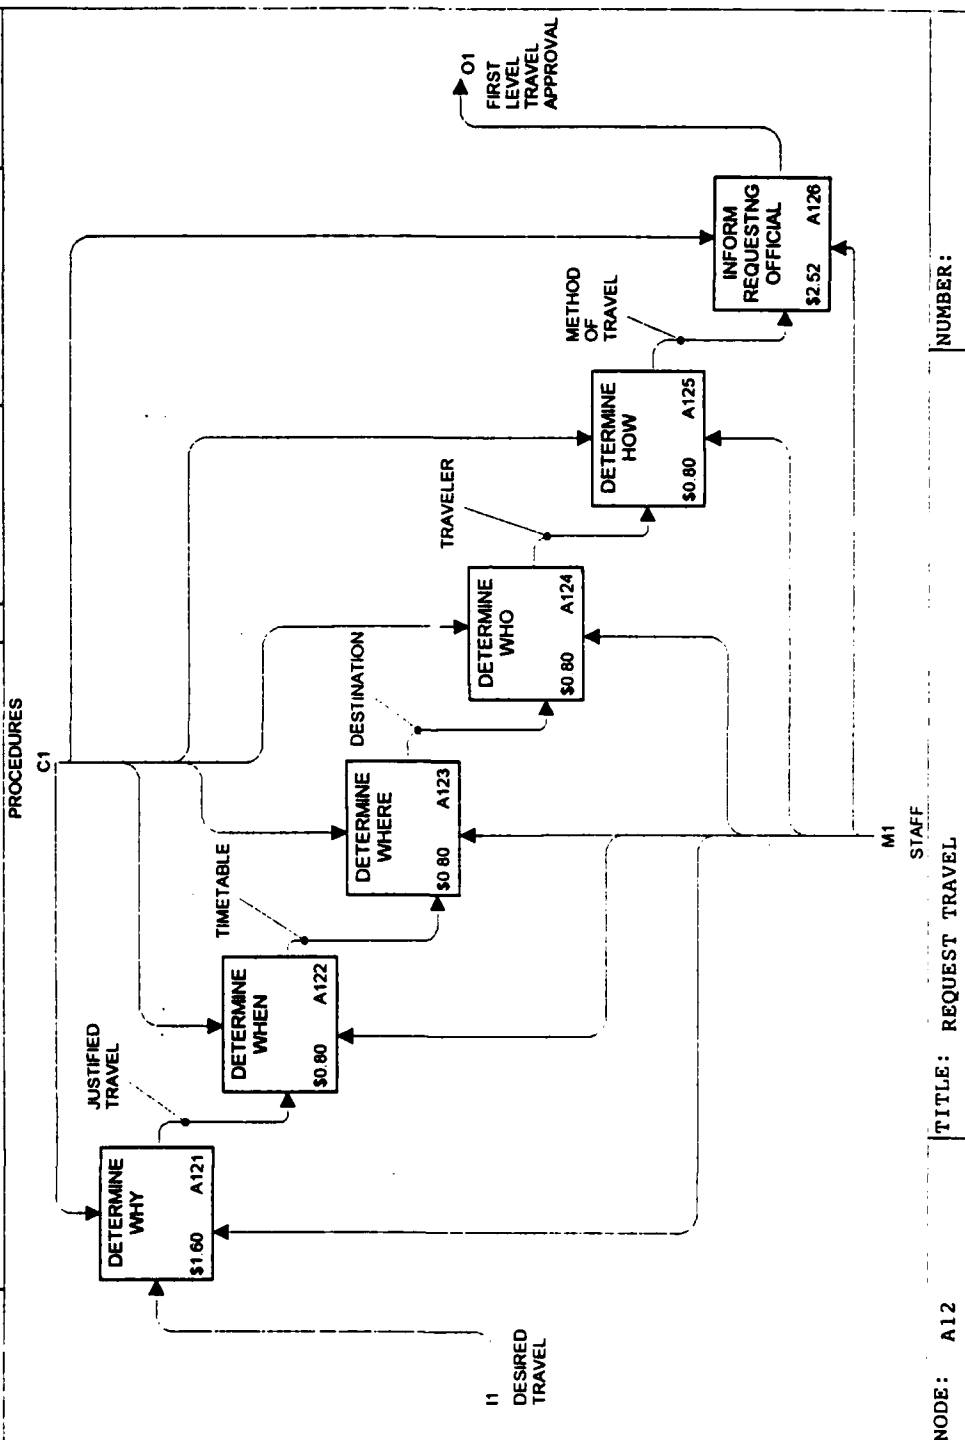 PROCEDURES
C1
I1
DESIRED
TRAVEL
DETERMINE
WHY
$1.60 A121
JUSTIFIED
TRAVEL
DETERMINE
WHEN
$0.80 A122
TIMETABLE
DETERMINE
WHERE
$0.80 A123
DESTINATION
DETERMINE
WHO
$0.80 A124
TRAVELER
DETERMINE
HOW
$0.80 A125
METHOD
OF
TRAVEL
INFORM
REQUESTNG
OFFICIAL
$2.52 A126
O1
FIRST
LEVEL
TRAVEL
APPROVAL
M1
STAFF
NODE: A12 TITLE: REQUEST TRAVEL NUMBER: